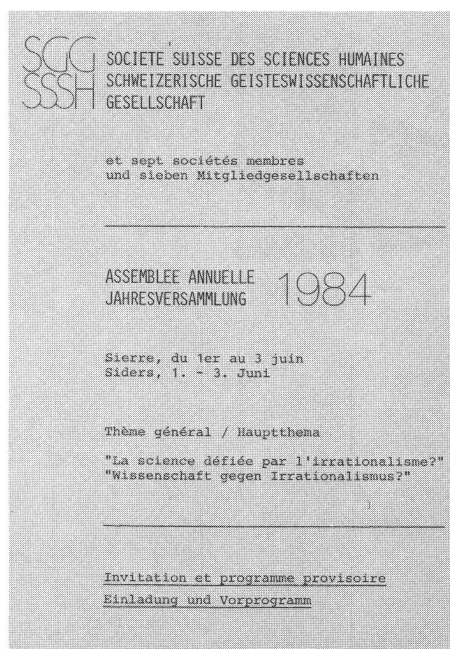 SGG
SSSH
SOCIETE SUISSE DES SCIENCES HUMAINES
SCHWEIZERISCHE GEISTESWISSENSCHAFTLICHE
GESELLSCHAFT
et sept sociétés membres
und sieben Mitgliedgesellschaften
ASSEMBLEE ANNUELLE
JAHRESVERSAMMLUNG
1984
Sierre, du 1er au 3 juin
Siders, 1. - 3. Juni
Thème général / Hauptthema
"La science défiée par l'irrationalisme?"
"Wissenschaft gegen Irrationalismus?"
Invitation et programme provisoire
Einladung und Vorprogramm